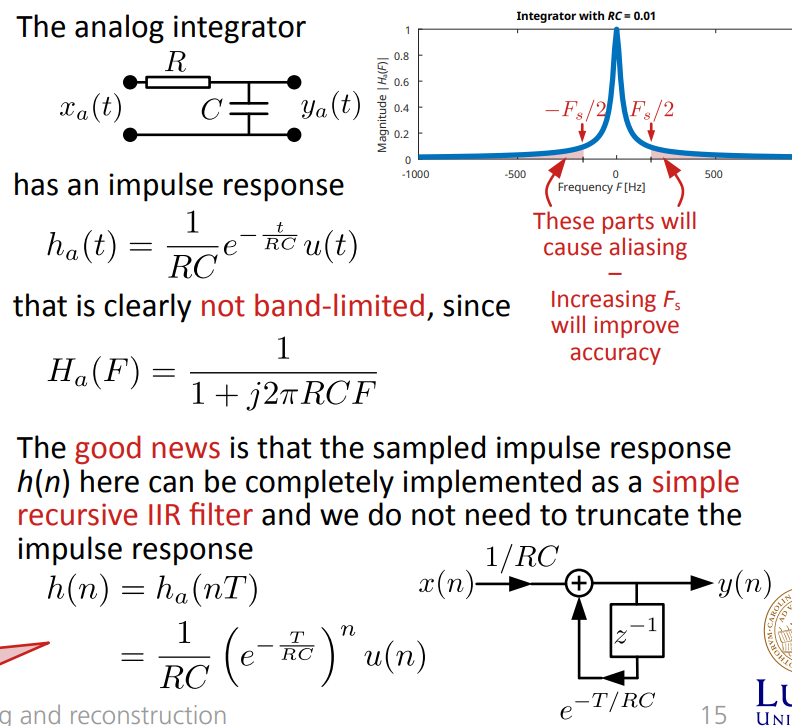 The analog integrator
R
x_a(t)
C
y_a(t)
Integrator with RC = 0.01
Magnitude |H_a(F)|
1
0.8
0.6
0.4
0.2
0
-F_s/2
F_s/2
-1000
-500
0
500
Frequency F [Hz]
These parts will
cause aliasing
–
Increasing F_s
will improve
accuracy
has an impulse response
h_a(t) = \frac{1}{RC} e^{-\frac{t}{RC}} u(t)
that is clearly not band-limited, since
H_a(F) = \frac{1}{1 + j2πRCF}
The good news is that the sampled impulse response
h(n) here can be completely implemented as a simple
recursive IIR filter and we do not need to truncate the
impulse response
h(n) = h_a(nT)
= \frac{1}{RC} \left(e^{-\frac{T}{RC}}\right)^n u(n)
1/RC
x(n)
+
y(n)
z^{-1}
e^{-T/RC}
g and reconstruction
15